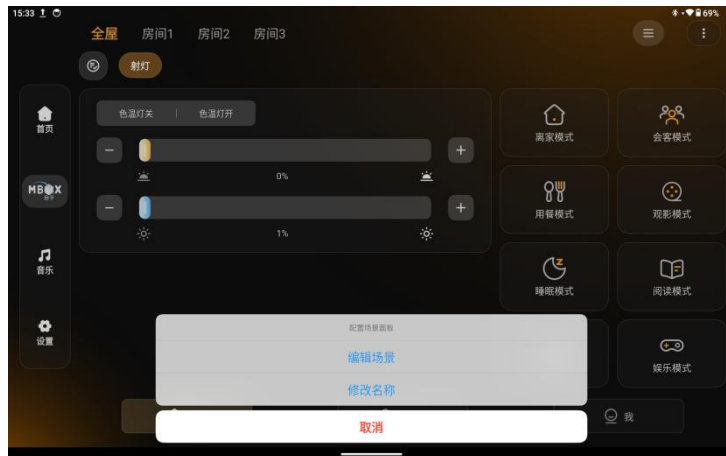 15:33
69%
全屋 房间1 房间2 房间3
射灯
首页
MBOX
音乐
设置
色温灯关 | 色温灯开
0%
1%
离家模式
会客模式
用餐模式
观影模式
睡眠模式
阅读模式
娱乐模式
配置场景面板
编辑场景
修改名称
取消
我